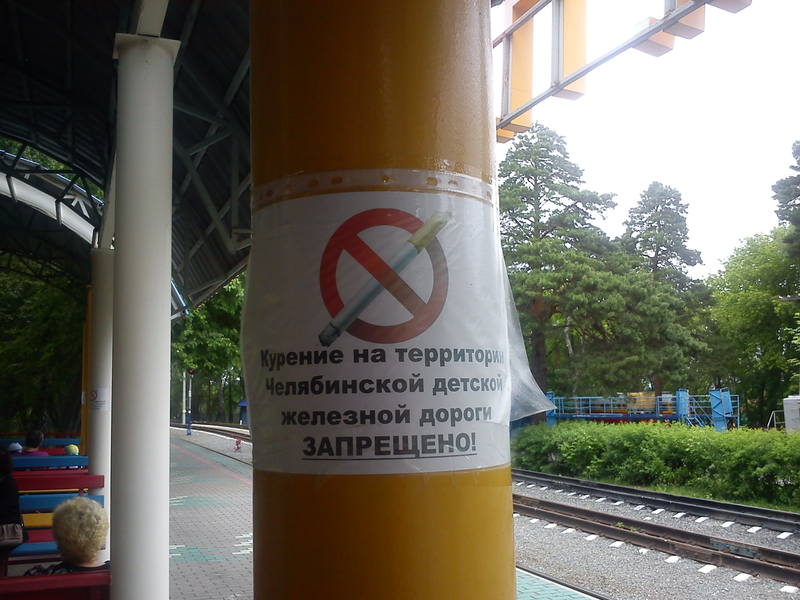 Курение на территории
Челябинской детской
железной дороги
ЗАПРЕЩЕНО!